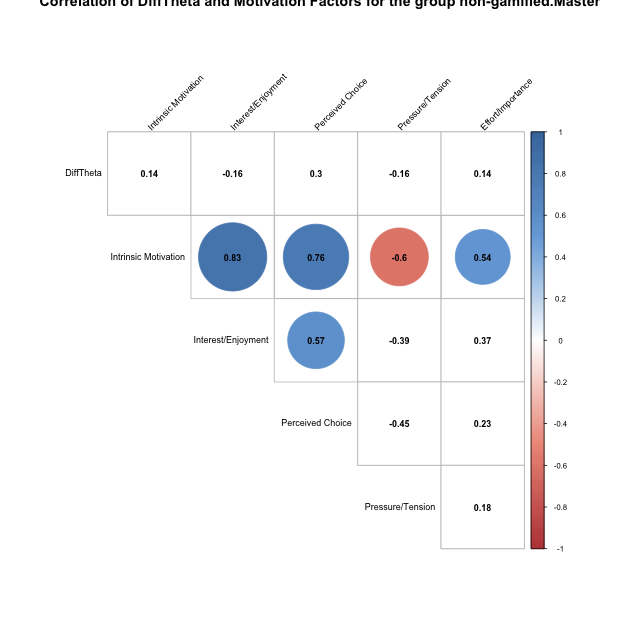 Correlation of DiffTheta and Motivation Factors for the group non-gamified.Master
Intrinsic Motivation
Interest/Enjoyment
Perceived Choice
Pressure/Tension
Effort/Importance
DiffTheta 0.14 -0.16 0.3 -0.16 0.14
Intrinsic Motivation 0.83 0.76 -0.6 0.54
Interest/Enjoyment 0.57 -0.39 0.37
Perceived Choice -0.45 0.23
Pressure/Tension 0.18
1
0.8
0.6
0.4
0.2
0
-0.2
-0.4
-0.6
-0.8
-1